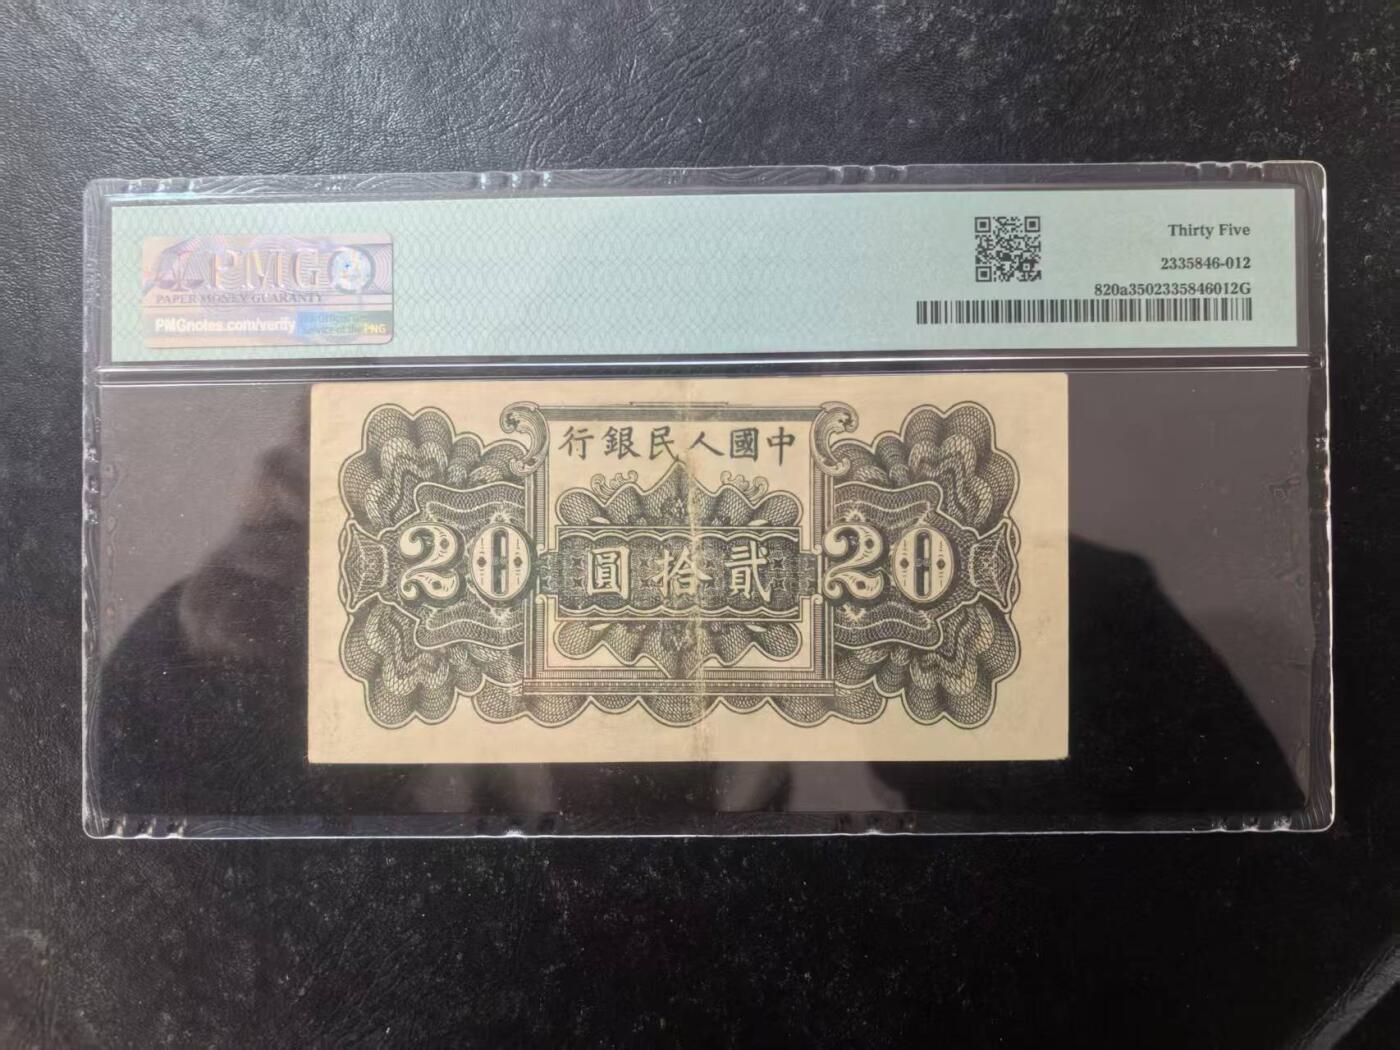 PMG
PAPER MONEY GUARANTY
PMGnotes.com/verify
PNG
Thirty Five
2335846-012
820a3502335846012G
行銀民人國中
20
圓拾貳
20